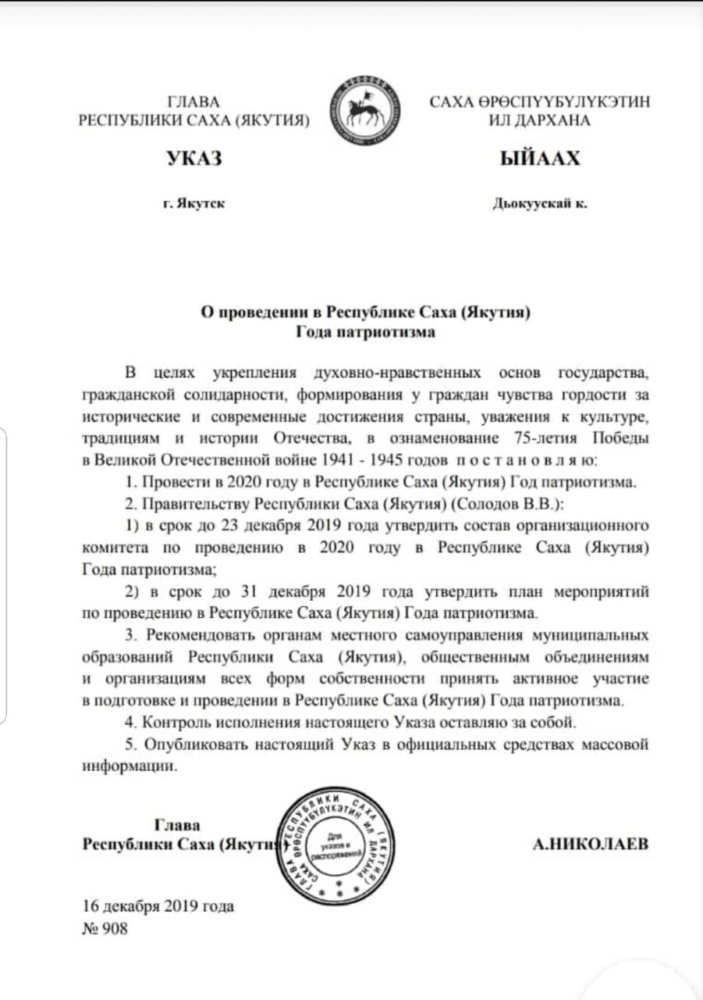 ГЛАВА
РЕСПУБЛИКИ САХА (ЯКУТИЯ)
УКАЗ
г. Якутск
САХА ӨРӨСПҮҮБҮЛҮКЭТИН
ИЛ ДАРХАНА
ЫЙААХ
Дьокуускай к.
О проведении в Республике Саха (Якутия)
Года патриотизма
В целях укрепления духовно-нравственных основ государства,
гражданской солидарности, формирования у граждан чувства гордости за
исторические и современные достижения страны, уважения к культуре,
традициям и истории Отечества, в ознаменование 75-летия Победы
в Великой Отечественной войне 1941 - 1945 годов п о с т а н о в л я ю:
1. Провести в 2020 году в Республике Саха (Якутия) Год патриотизма.
2. Правительству Республики Саха (Якутия) (Солодов В.В.):
1) в срок до 23 декабря 2019 года утвердить состав организационного
комитета по проведению в 2020 году в Республике Саха (Якутия)
Года патриотизма;
2) в срок до 31 декабря 2019 года утвердить план мероприятий
по проведению в Республике Саха (Якутия) Года патриотизма.
3. Рекомендовать органам местного самоуправления муниципальных
образований Республики Саха (Якутия), общественным объединениям
и организациям всех форм собственности принять активное участие
в подготовке и проведении в Республике Саха (Якутия) Года патриотизма.
4. Контроль исполнения настоящего Указа оставляю за собой.
5. Опубликовать настоящий Указ в официальных средствах массовой
информации.
Глава
Республики Саха (Якутия)
ГЛАВА РЕСПУБЛИКИ САХА (ЯКУТИЯ)
САХА ӨРӨСПҮҮБҮЛҮКЭТИН ИЛ ДАРХАНА
Для
указов и
распоряжений
А.НИКОЛАЕВ
16 декабря 2019 года
№ 908